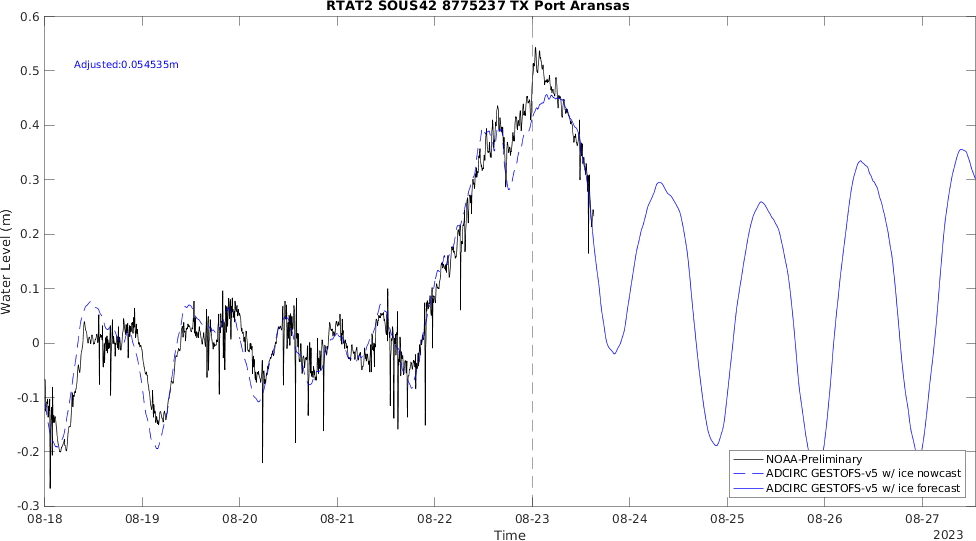 RTAT2 SOUS42 8775237 TX Port Aransas
Adjusted:0.054535m
Water Level (m)
0.6
0.5
0.4
0.3
0.2
0.1
0
-0.1
-0.2
-0.3
NOAA-Preliminary
ADCIRC GESTOFS-v5 w/ ice nowcast
ADCIRC GESTOFS-v5 w/ ice forecast
08-18 08-19 08-20 08-21 08-22 08-23 08-24 08-25 08-26 08-27
Time
2023